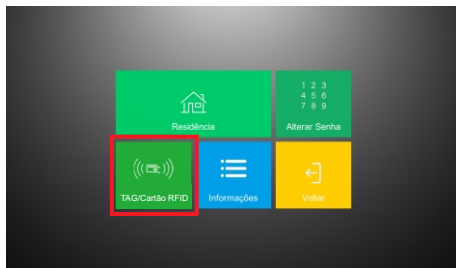 Residência
1 2 3
4 5 6
7 8 9
Alterar Senha
TAG/Cartão RFID
Informações
Voltar